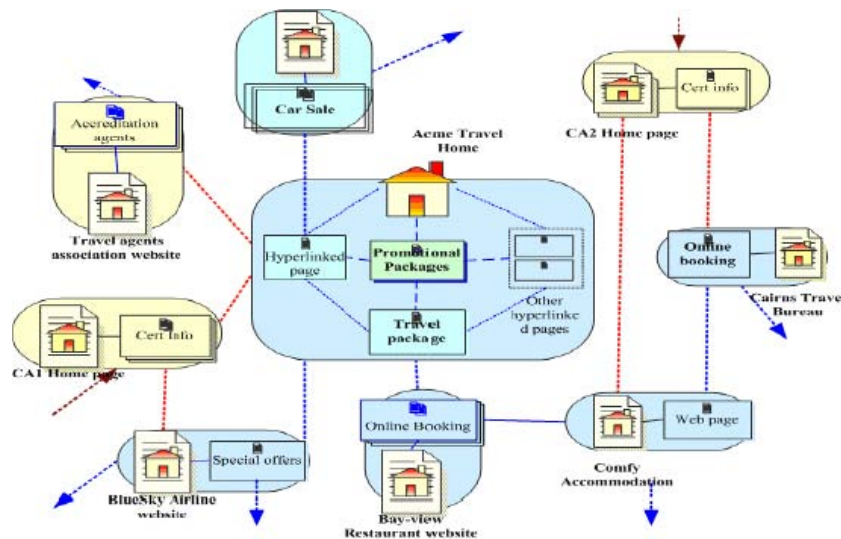 Car Sale
Accreditation
agents
Travel agents
association website
Acme Travel
Home
Cert info
CA2 Home page
Hyperlinked
page
Promotional
Packages
Travel
package
Other
hyperlinke
d pages
Online
booking
Cairns Travel
Bureau
Cert Info
CA1 Home page
Online Booking
Web page
Special offers
Comfy
Accommodation
BlueSky Airline
website
Bay-view
Restaurant website